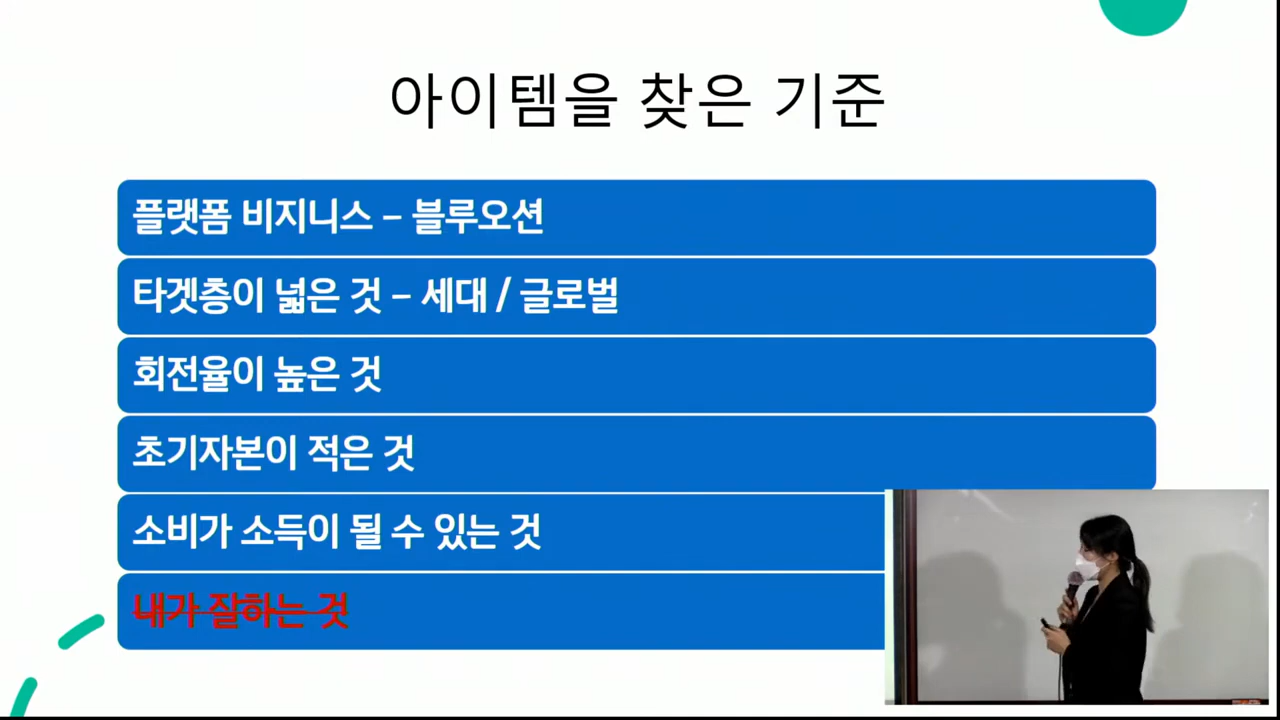 아이템을 찾은 기준
플랫폼 비지니스 – 블루오션
타겟층이 넓은 것 – 세대 / 글로벌
회전율이 높은 것
초기자본이 적은 것
소비가 소득이 될 수 있는 것
내가 잘하는 것